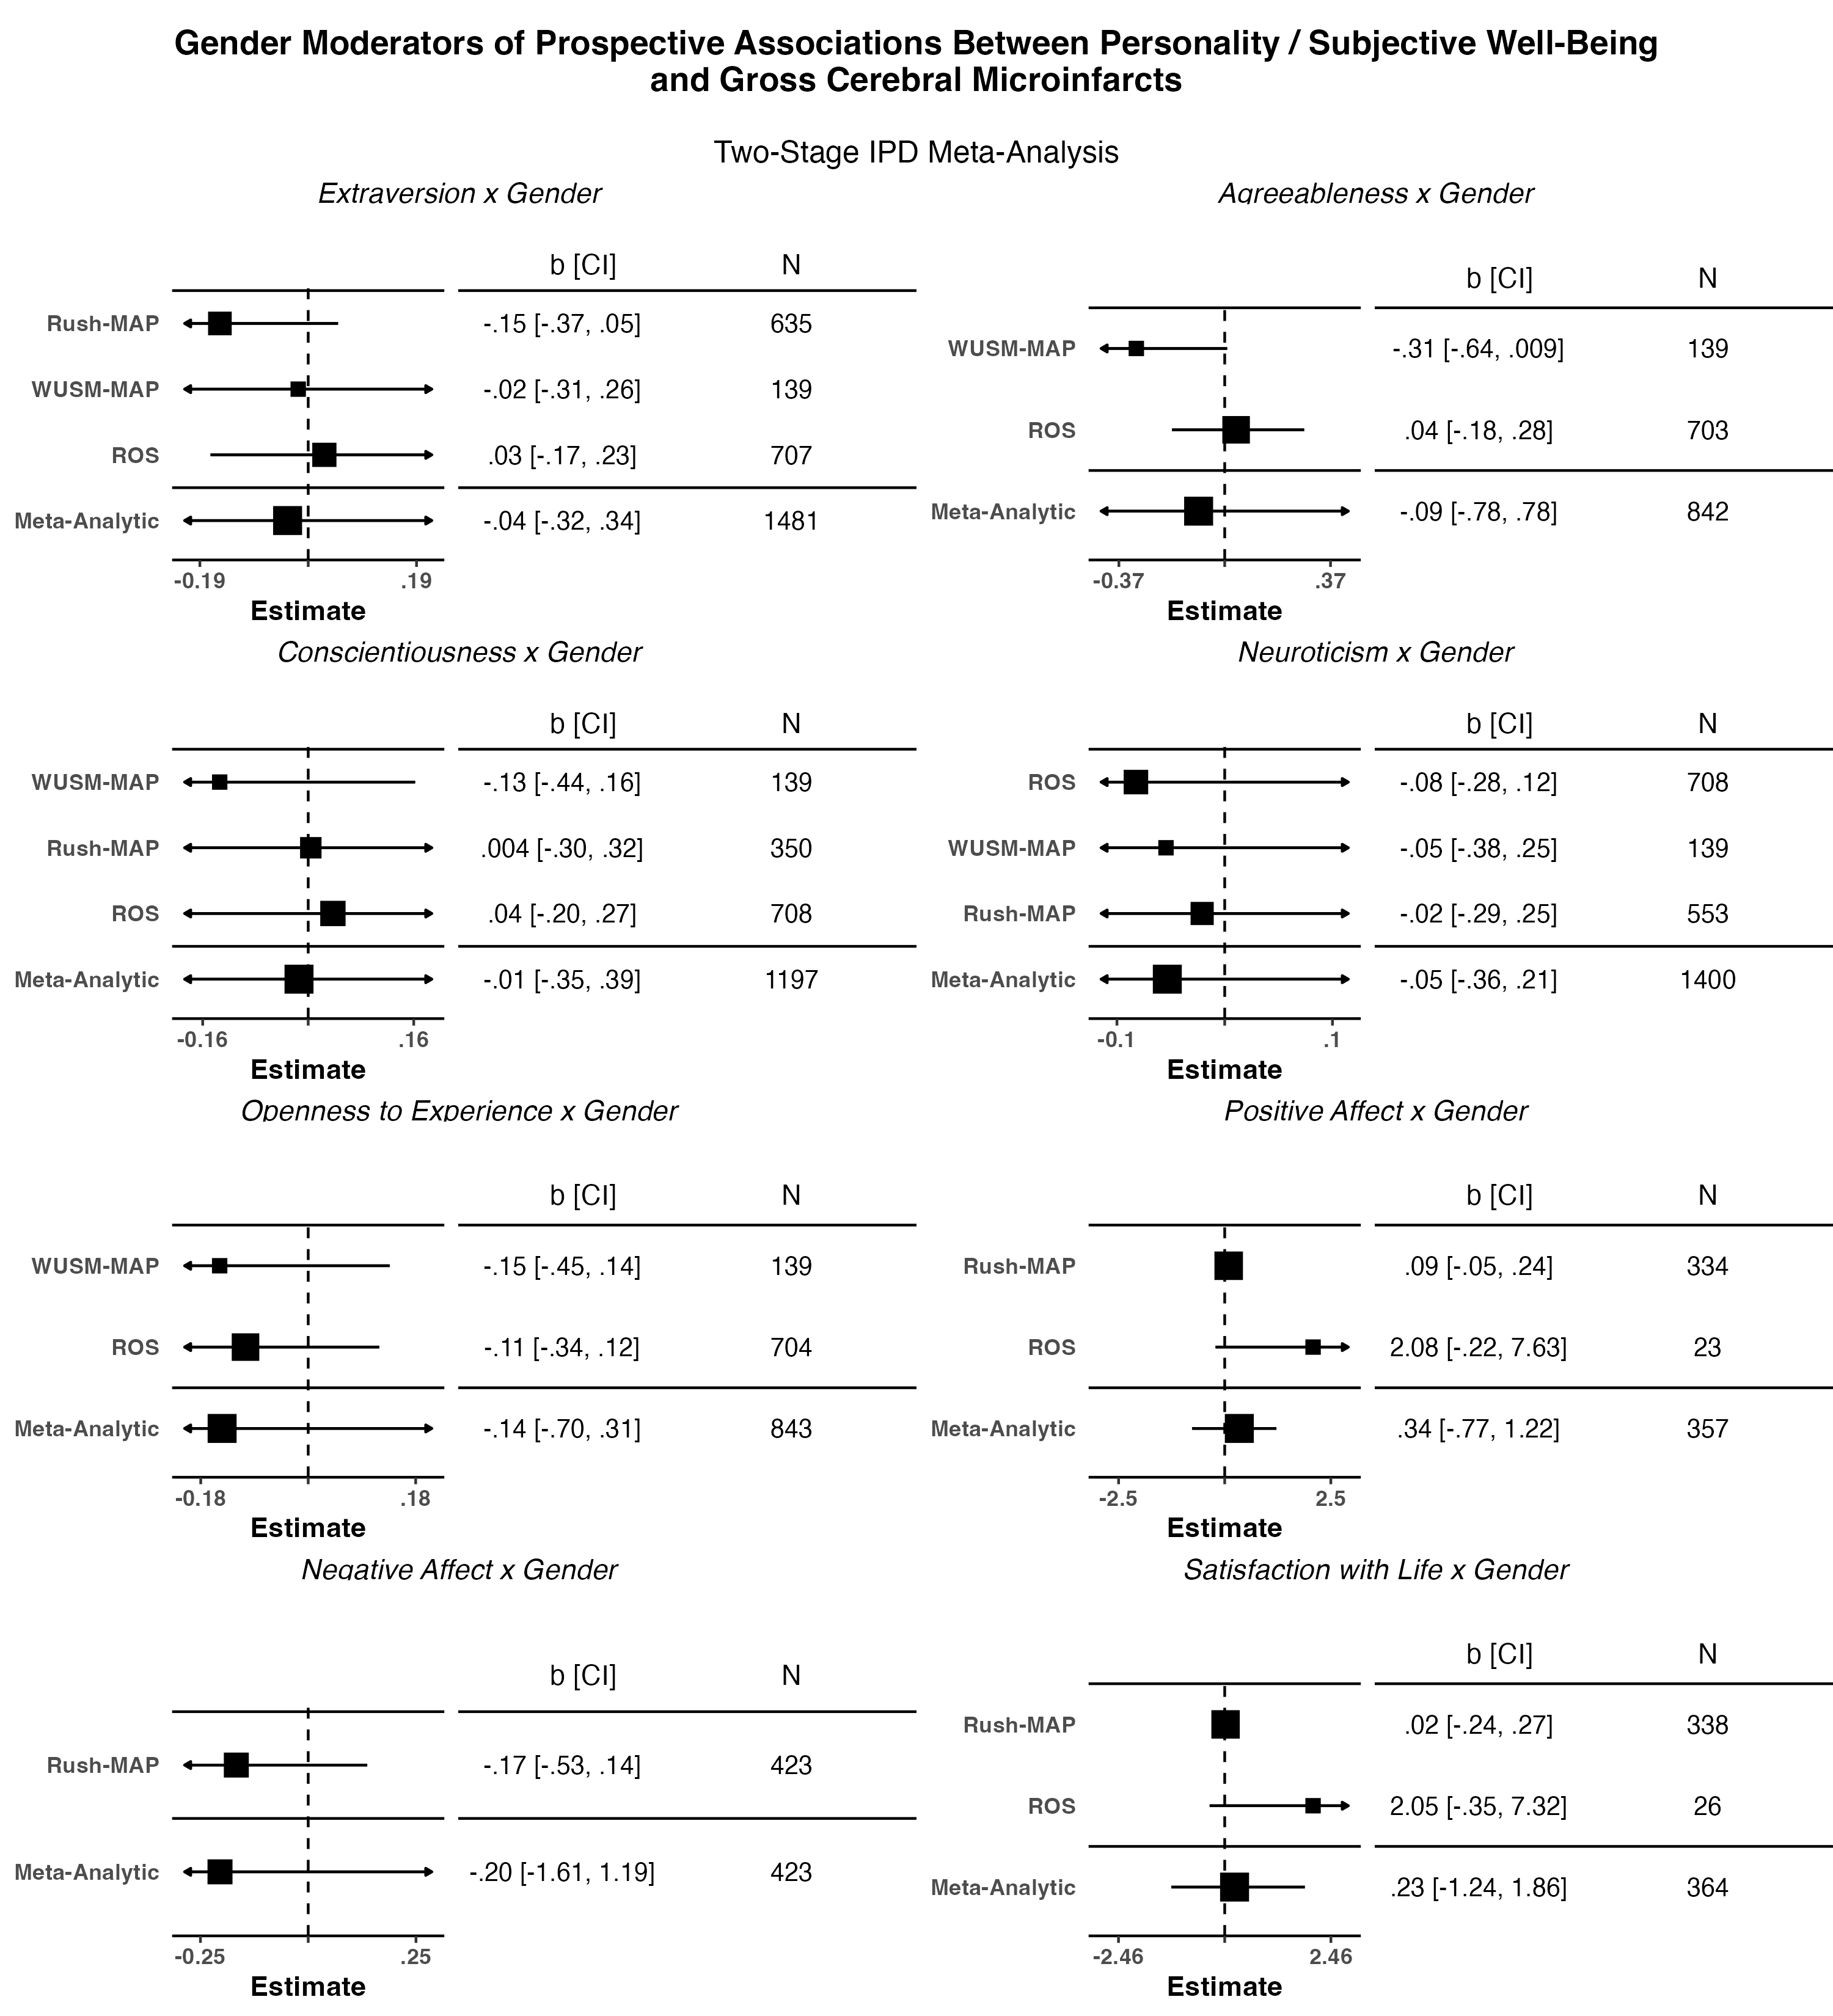 Gender Moderators of Prospective Associations Between Personality / Subjective Well-Being
and Gross Cerebral Microinfarcts
Two-Stage IPD Meta-Analysis
Extraversion x Gender
b [CI] N
Rush-MAP -.15 [-.37, .05] 635
WUSM-MAP -.02 [-.31, .26] 139
ROS .03 [-.17, .23] 707
Meta-Analytic -.04 [-.32, .34] 1481
-0.19 .19
Estimate
Agreeableness x Gender
b [CI] N
WUSM-MAP -.31 [-.64, .009] 139
ROS .04 [-.18, .28] 703
Meta-Analytic -.09 [-.78, .78] 842
-0.37 .37
Estimate
Conscientiousness x Gender
b [CI] N
WUSM-MAP -.13 [-.44, .16] 139
Rush-MAP .004 [-.30, .32] 350
ROS .04 [-.20, .27] 708
Meta-Analytic -.01 [-.35, .39] 1197
-0.16 .16
Estimate
Neuroticism x Gender
b [CI] N
ROS -.08 [-.28, .12] 708
WUSM-MAP -.05 [-.38, .25] 139
Rush-MAP -.02 [-.29, .25] 553
Meta-Analytic -.05 [-.36, .21] 1400
-0.1 .1
Estimate
Openness to Experience x Gender
b [CI] N
WUSM-MAP -.15 [-.45, .14] 139
ROS -.11 [-.34, .12] 704
Meta-Analytic -.14 [-.70, .31] 843
-0.18 .18
Estimate
Positive Affect x Gender
b [CI] N
Rush-MAP .09 [-.05, .24] 334
ROS 2.08 [-.22, 7.63] 23
Meta-Analytic .34 [-.77, 1.22] 357
-2.5 2.5
Estimate
Negative Affect x Gender
b [CI] N
Rush-MAP -.17 [-.53, .14] 423
Meta-Analytic -.20 [-1.61, 1.19] 423
-0.25 .25
Estimate
Satisfaction with Life x Gender
b [CI] N
Rush-MAP .02 [-.24, .27] 338
ROS 2.05 [-.35, 7.32] 26
Meta-Analytic .23 [-1.24, 1.86] 364
-2.46 2.46
Estimate